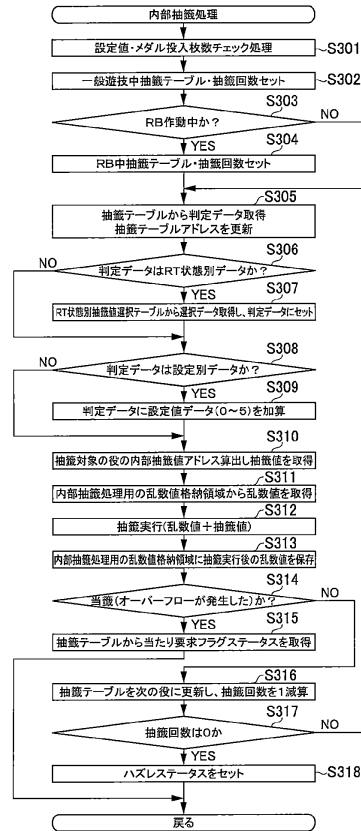 内部抽籤処理
設定値・メダル投入枚数チェック処理
S301
一般遊技中抽籤テーブル・抽籤回数セット
S302
S303
RB作動中か?
NO
YES
S304
RB中抽籤テーブル・抽籤回数セット
S305
抽籤テーブルから判定データ取得
抽籤テーブルアドレスを更新
S306
NO
判定データはRT状態別データか?
YES
S307
RT状態別抽籤値選択テーブルから選択データ取得し、判定データにセット
S308
NO
判定データは設定別データか?
YES
S309
判定データに設定値データ(0~5)を加算
S310
抽籤対象の役の内部抽籤値アドレス算出し抽籤値を取得
S311
内部抽籤処理用の乱数値格納領域から乱数値を取得
S312
抽籤実行(乱数値+抽籤値)
S313
内部抽籤処理用の乱数値格納領域に抽籤実行後の乱数値を保存
S314
当籤(オーバーフローが発生した)か?
NO
YES
S315
抽籤テーブルから当たり要求フラグステータスを取得
S316
抽籤テーブルを次の役に更新し、抽籤回数を1減算
S317
抽籤回数は0か
NO
YES
ハズレステータスをセット
S318
戻る